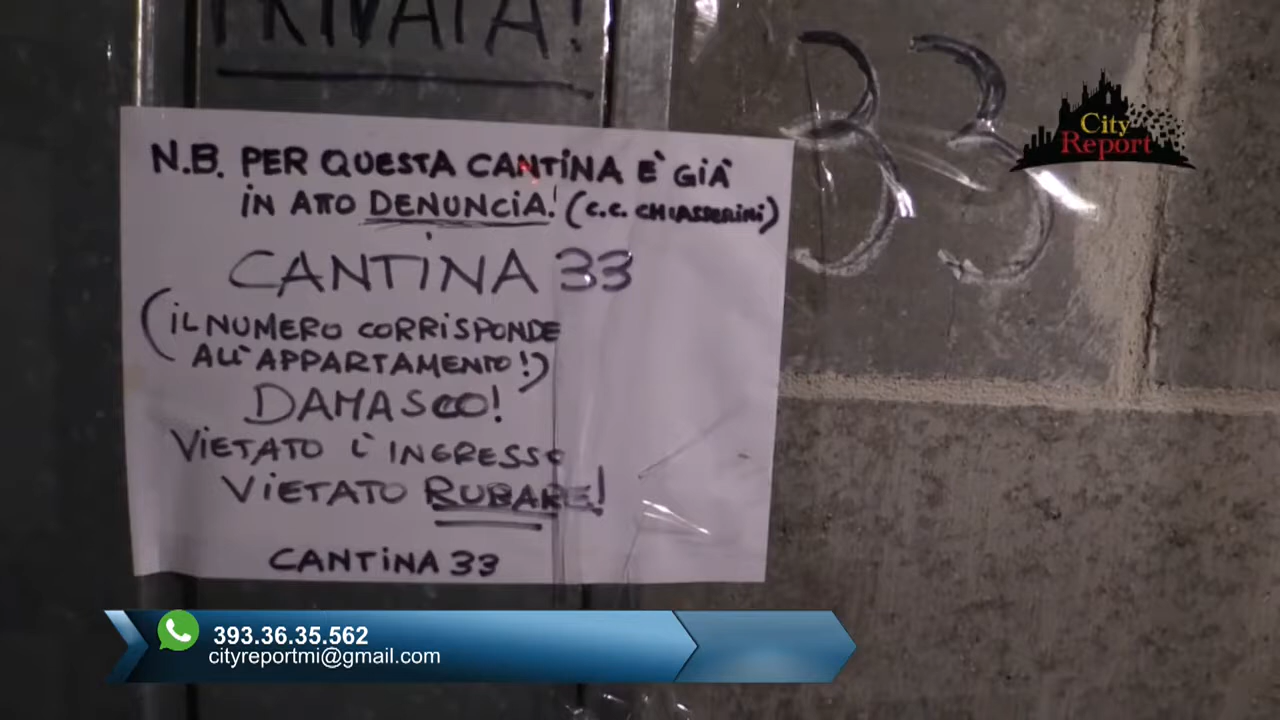 PRIVATA!
33
City
Report
N.B. PER QUESTA CANTINA È GIÀ
IN ATTO DENUNCIA! (C.C. CHIASSERINI)
CANTINA 33
(IL NUMERO CORRISPONDE
ALL'APPARTAMENTO!)
DAMASCO!
VIETATO L'INGRESSO
VIETATO RUBARE!
CANTINA 33
393.36.35.562
cityreportmi@gmail.com